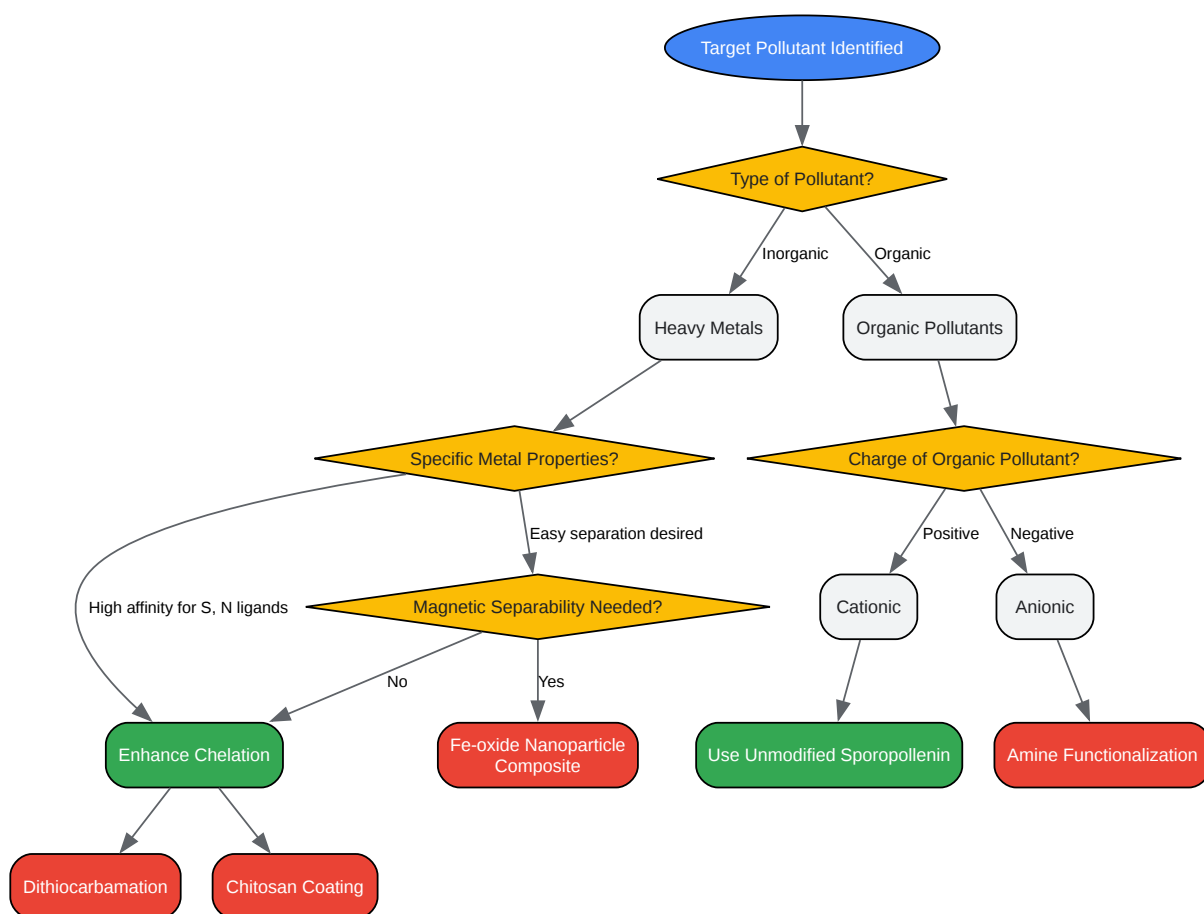 Target Pollutant Identified
Type of Pollutant?
Inorganic
Organic
Heavy Metals
Organic Pollutants
Specific Metal Properties?
Charge of Organic Pollutant?
Easy separation desired
Positive
Negative
High affinity for S, N ligands
Magnetic Separability Needed?
Cationic
Anionic
No
Yes
Enhance Chelation
Fe-oxide Nanoparticle
Composite
Use Unmodified Sporopollenin
Amine Functionalization
Dithiocarbamation
Chitosan Coating